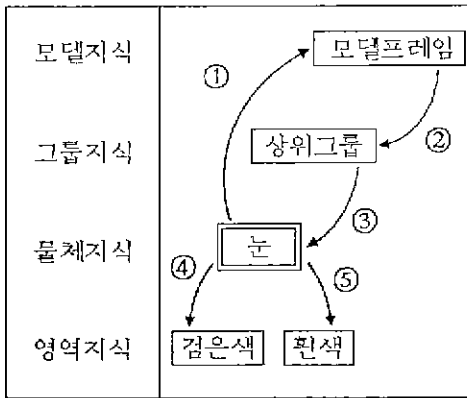 모델지식 모델프레임
①
그룹지식 상위그룹 ②
③
물체지식 눈
④ ⑤
영역지식 검은색 흰색